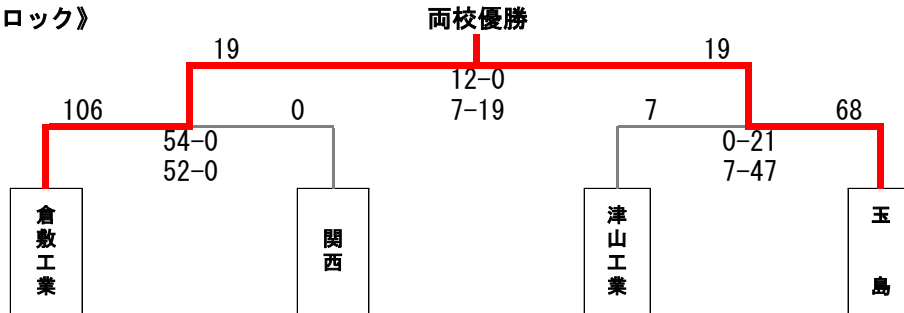 ロック》
両校優勝
19
19
12-0
7-19
106
0
7
68
54-0
52-0
0-21
7-47
倉敷工業
関西
津山工業
玉島